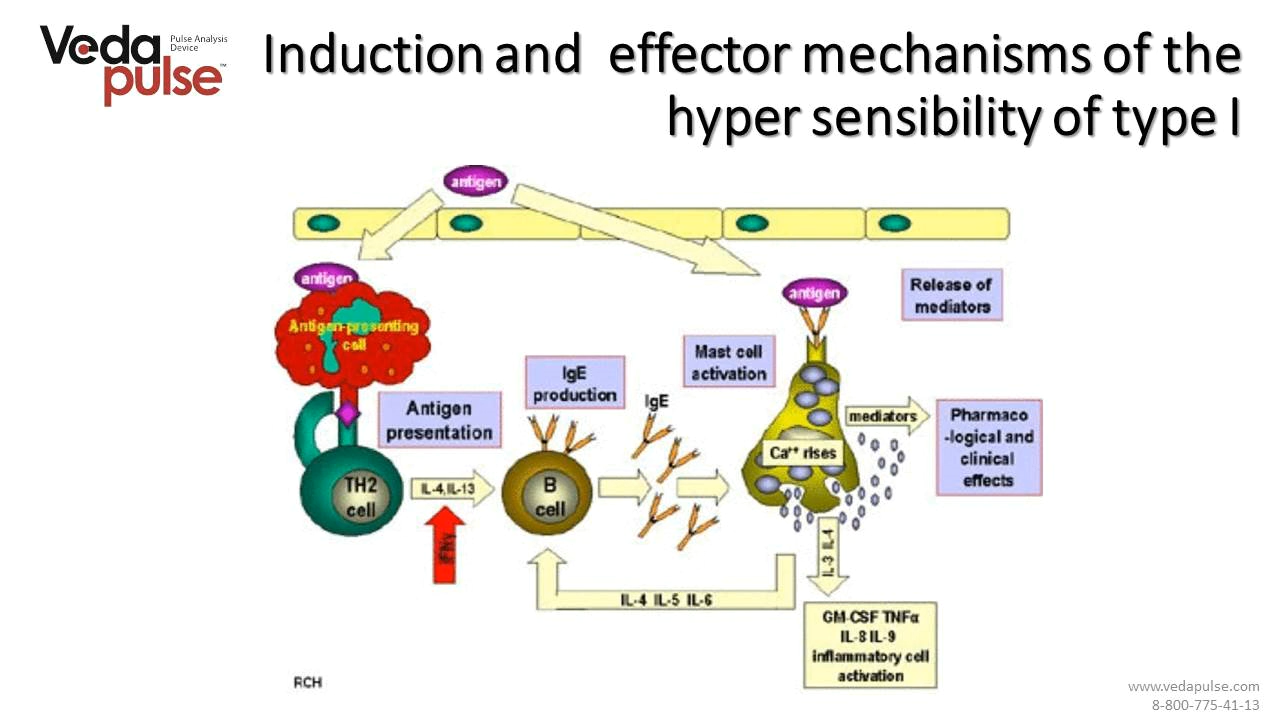 Veda
pulse™
Pulse Analysis
Device
Induction and effector mechanisms of the
hyper sensibility of type I
antigen
antigen
Antigen-presenting
cell
Antigen
presentation
TH2
cell
IL-4,IL-13
IFNγ
IgE
production
B
cell
IgE
Mast cell
activation
antigen
Release of
mediators
Ca⁺⁺ rises
mediators
Pharmaco
-logical and
clinical
effects
IL-3 IL-4
IL-4 IL-5 IL-6
GM-CSF TNFα
IL-8 IL-9
inflammatory cell
activation
RCH
www.vedapulse.com
8-800-775-41-13